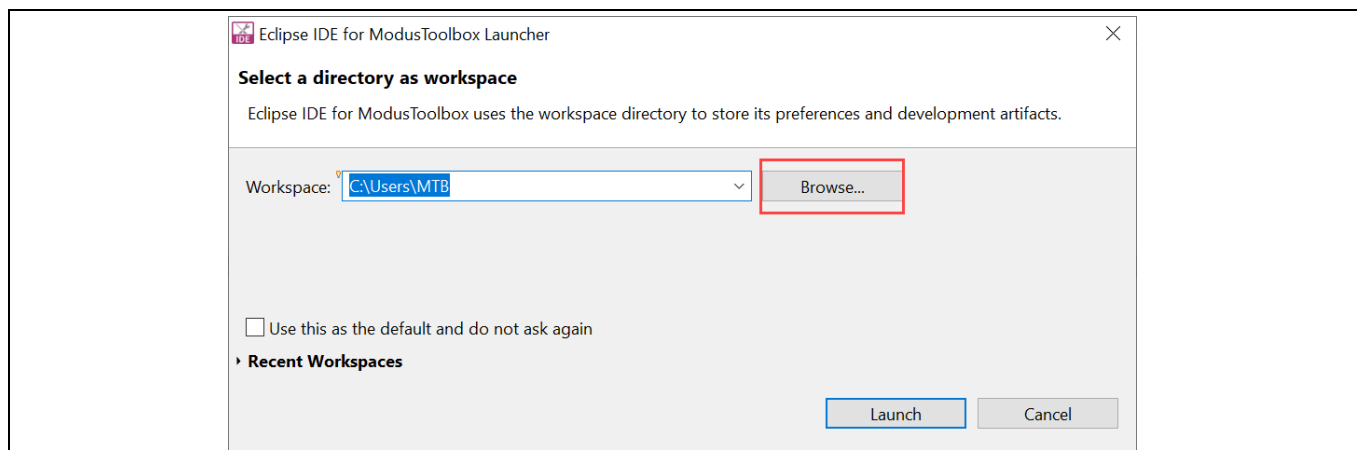 Eclipse IDE for ModusToolbox Launcher
Select a directory as workspace
Eclipse IDE for ModusToolbox uses the workspace directory to store its preferences and development artifacts.
Workspace: C:\Users\MTB Browse...
Use this as the default and do not ask again
Recent Workspaces
Launch Cancel